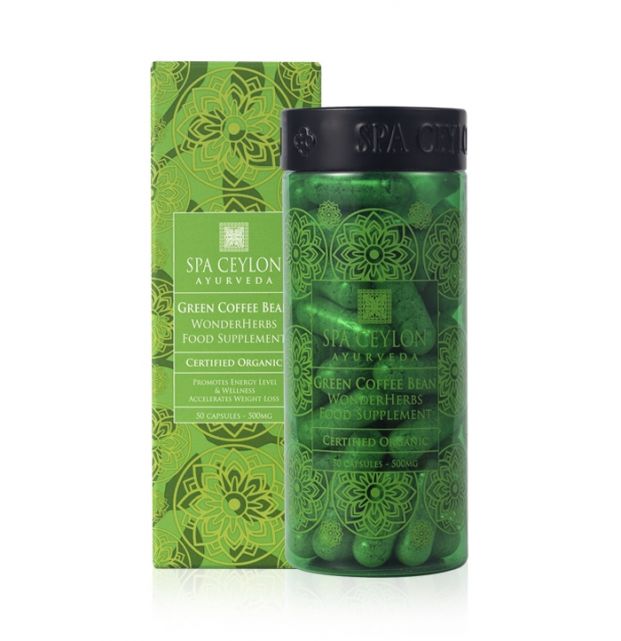 SPA CEYLON
AYURVEDA
GREEN COFFEE BEAN
WONDERHERBS
FOOD SUPPLEMENT
CERTIFIED ORGANIC
PROMOTES ENERGY LEVEL
& WELLNESS
ACCELERATES WEIGHT LOSS
50 CAPSULES - 500MG
SPA CEYLO
SPA CEYLON
AYURVEDA
GREEN COFFEE BEAN
WONDERHERBS
FOOD SUPPLEMENT
CERTIFIED ORGANIC
50 CAPSULES - 500MG